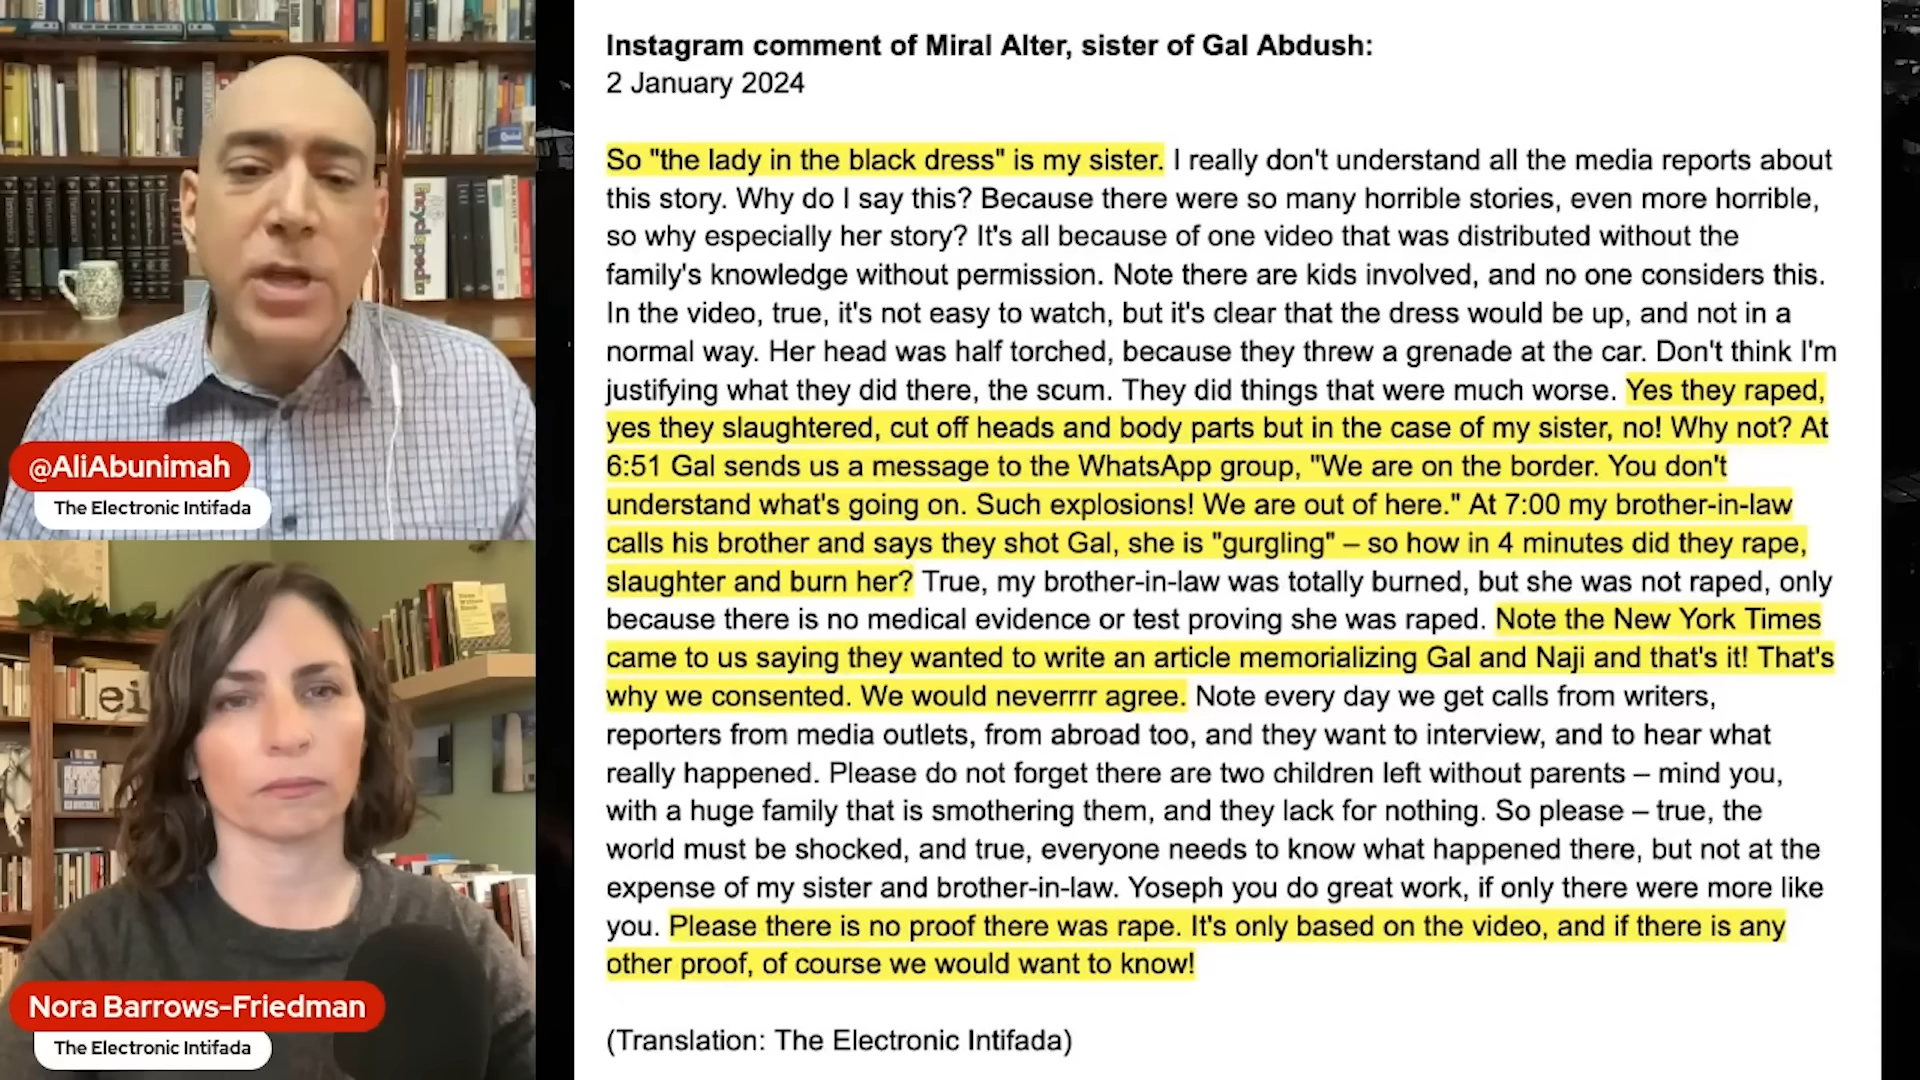 Instagram comment of Miral Alter, sister of Gal Abdush:
2 January 2024
So "the lady in the black dress" is my sister. I really don't understand all the media reports about
this story. Why do I say this? Because there were so many horrible stories, even more horrible,
so why especially her story? It's all because of one video that was distributed without the
family's knowledge without permission. Note there are kids involved, and no one considers this.
In the video, true, it's not easy to watch, but it's clear that the dress would be up, and not in a
normal way. Her head was half torched, because they threw a grenade at the car. Don't think I'm
justifying what they did there, the scum. They did things that were much worse. Yes they raped,
yes they slaughtered, cut off heads and body parts but in the case of my sister, no! Why not? At
6:51 Gal sends us a message to the WhatsApp group, "We are on the border. You don't
understand what's going on. Such explosions! We are out of here." At 7:00 my brother-in-law
calls his brother and says they shot Gal, she is "gurgling" – so how in 4 minutes did they rape,
slaughter and burn her? True, my brother-in-law was totally burned, but she was not raped, only
because there is no medical evidence or test proving she was raped. Note the New York Times
came to us saying they wanted to write an article memorializing Gal and Naji and that's it! That's
why we consented. We would neverrrr agree. Note every day we get calls from writers,
reporters from media outlets, from abroad too, and they want to interview, and to hear what
really happened. Please do not forget there are two children left without parents – mind you,
with a huge family that is smothering them, and they lack for nothing. So please – true, the
world must be shocked, and true, everyone needs to know what happened there, but not at the
expense of my sister and brother-in-law. Yoseph you do great work, if only there were more like
you. Please there is no proof there was rape. It's only based on the video, and if there is any
other proof, of course we would want to know!
(Translation: The Electronic Intifada)
Encyclopedia
@AliAbunimah
The Electronic Intifada
ei
Nora Barrows-Friedman
The Electronic Intifada